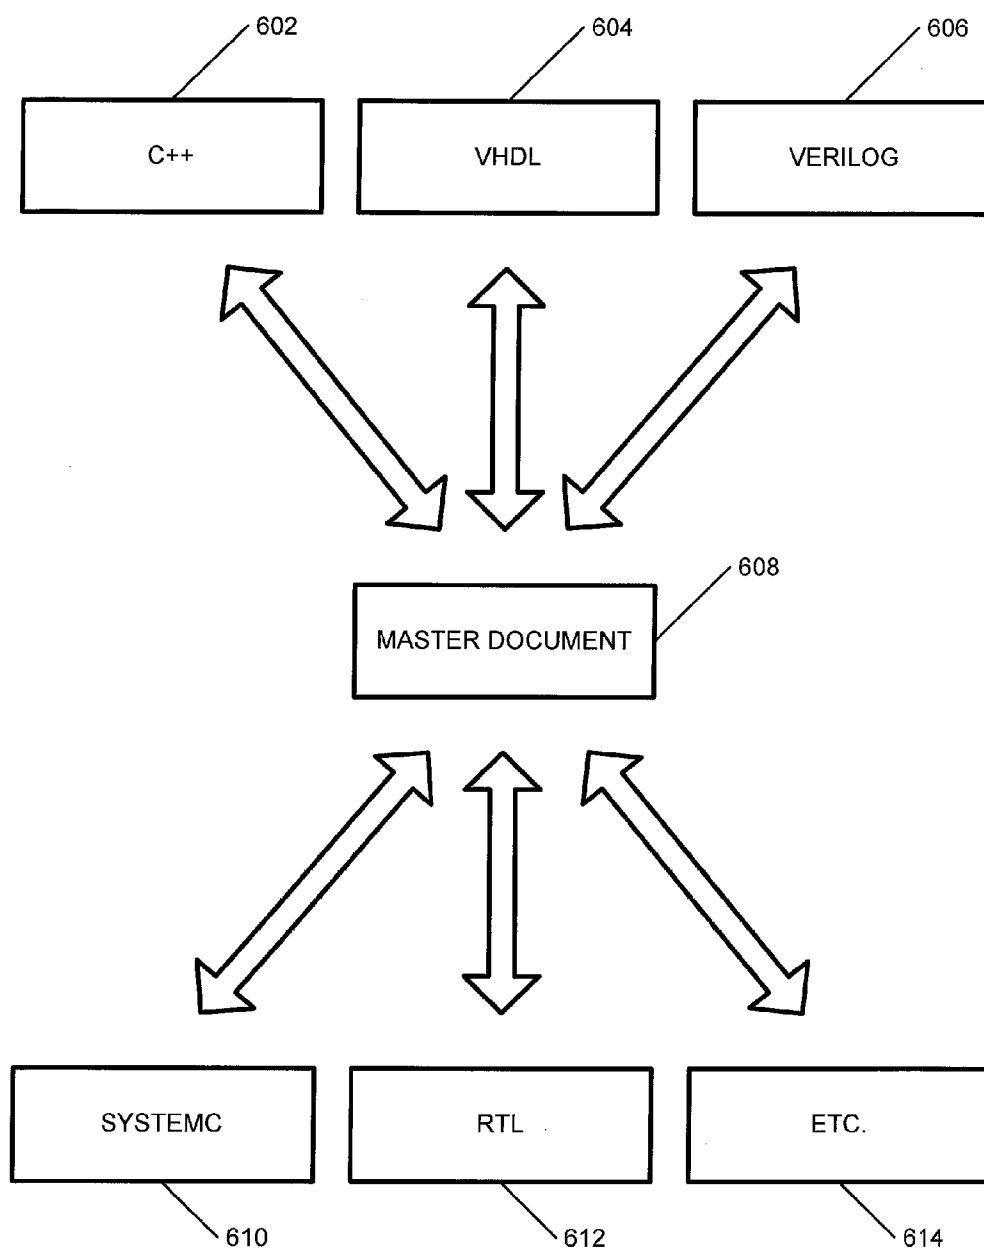 602
604
606
C++
VHDL
VERILOG
608
MASTER DOCUMENT
SYSTEMC
RTL
ETC.
610
612
614